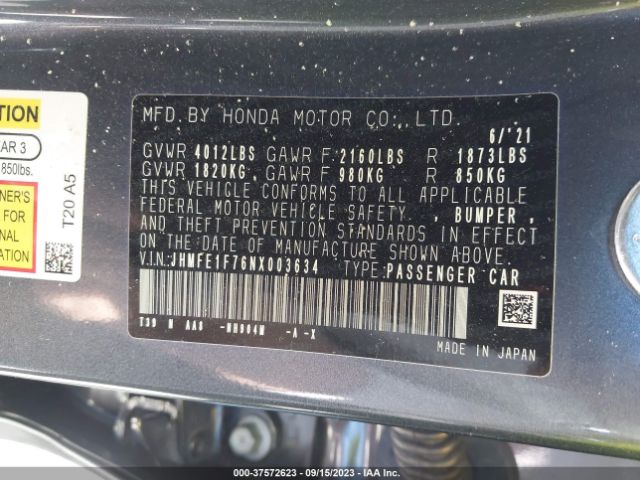 TION
AR 3
850lbs.
NER'S
FOR
NAL
ATION.
T20 A5
MFD. BY HONDA MOTOR CO., LTD.
6/'21
GVWR 4012LBS GAWR F 2160LBS R 1873LBS
GVWR 1820KG GAWR F 980KG R 850KG
THIS VEHICLE CONFORMS TO ALL APPLICABLE
FEDERAL MOTOR VEHICLE SAFETY, , BUMPER ,
AND THEFT PREVENTION STANDARDS IN EFFECT
ON THE DATE OF MANUFACTURE SHOWN ABOVE.
V.I.N: JHMFE1F76NX003634 TYPE: PASSENGER CAR
MADE IN JAPAN
000-37572623 - 09/15/2023 - IAA Inc.